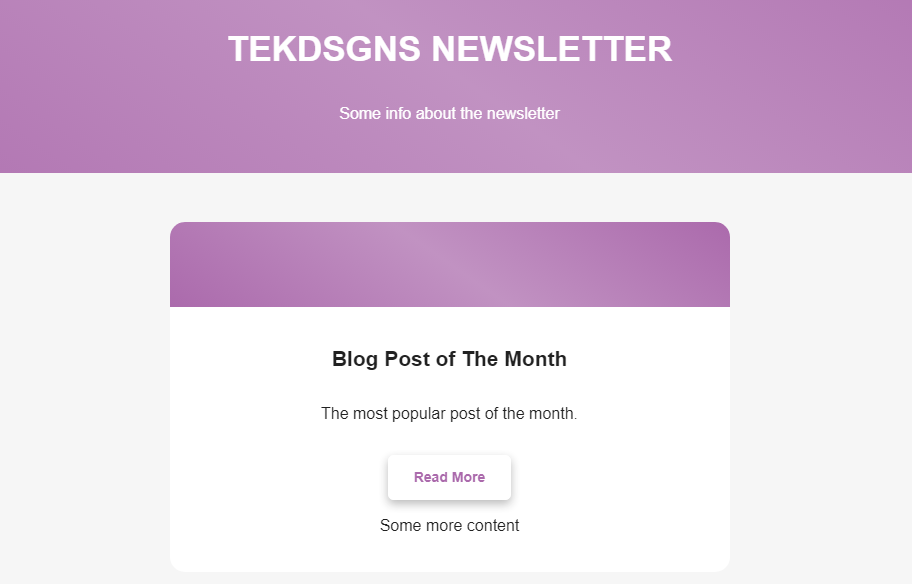 TEKDSGNS NEWSLETTER
Some info about the newsletter
Blog Post of The Month
The most popular post of the month.
Read More
Some more content